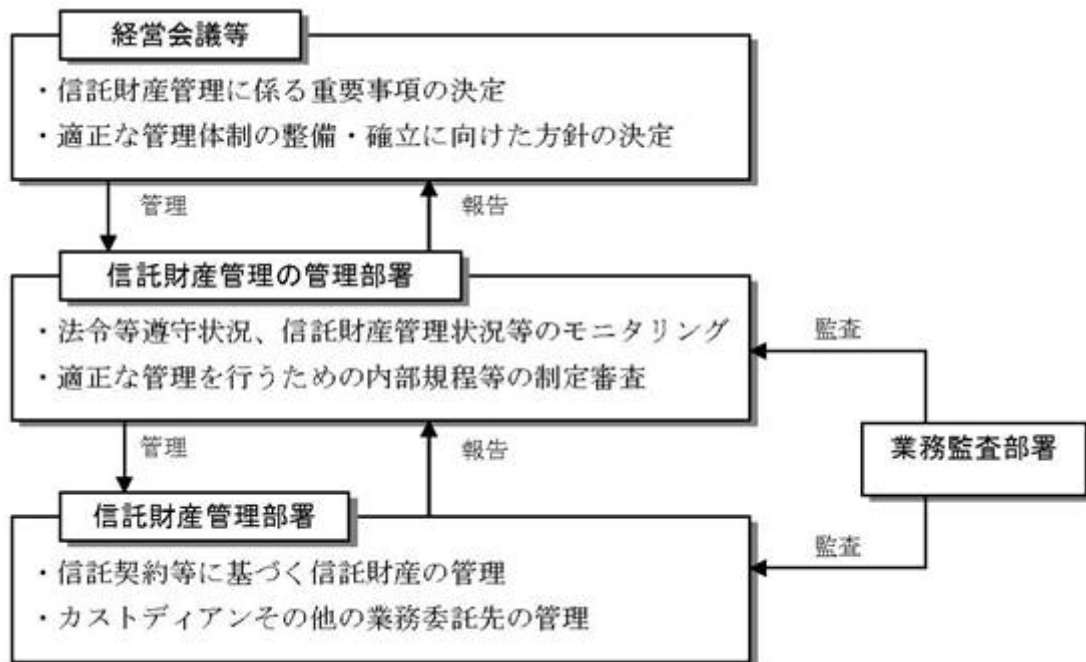 経営会議等
・信託財産管理に係る重要事項の決定
・適正な管理体制の整備・確立に向けた方針の決定
管理
報告
信託財産管理の管理部署
・法令等遵守状況、信託財産管理状況等のモニタリング
・適正な管理を行うための内部規程等の制定審査
監査
管理
報告
業務監査部署
信託財産管理部署
・信託契約等に基づく信託財産の管理
・カストディアンその他の業務委託先の管理
監査